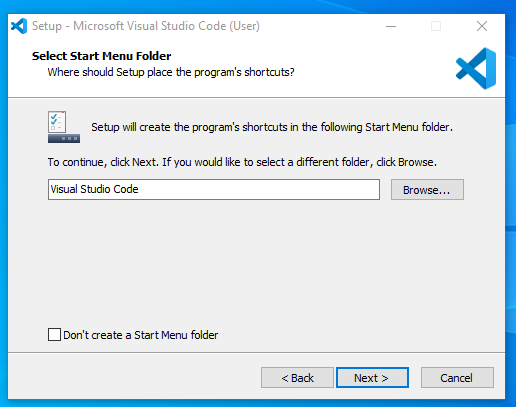 Setup - Microsoft Visual Studio Code (User)
Select Start Menu Folder
Where should Setup place the program's shortcuts?
Setup will create the program's shortcuts in the following Start Menu folder.
To continue, click Next. If you would like to select a different folder, click Browse.
Visual Studio Code
Browse...
Don't create a Start Menu folder
< Back
Next >
Cancel